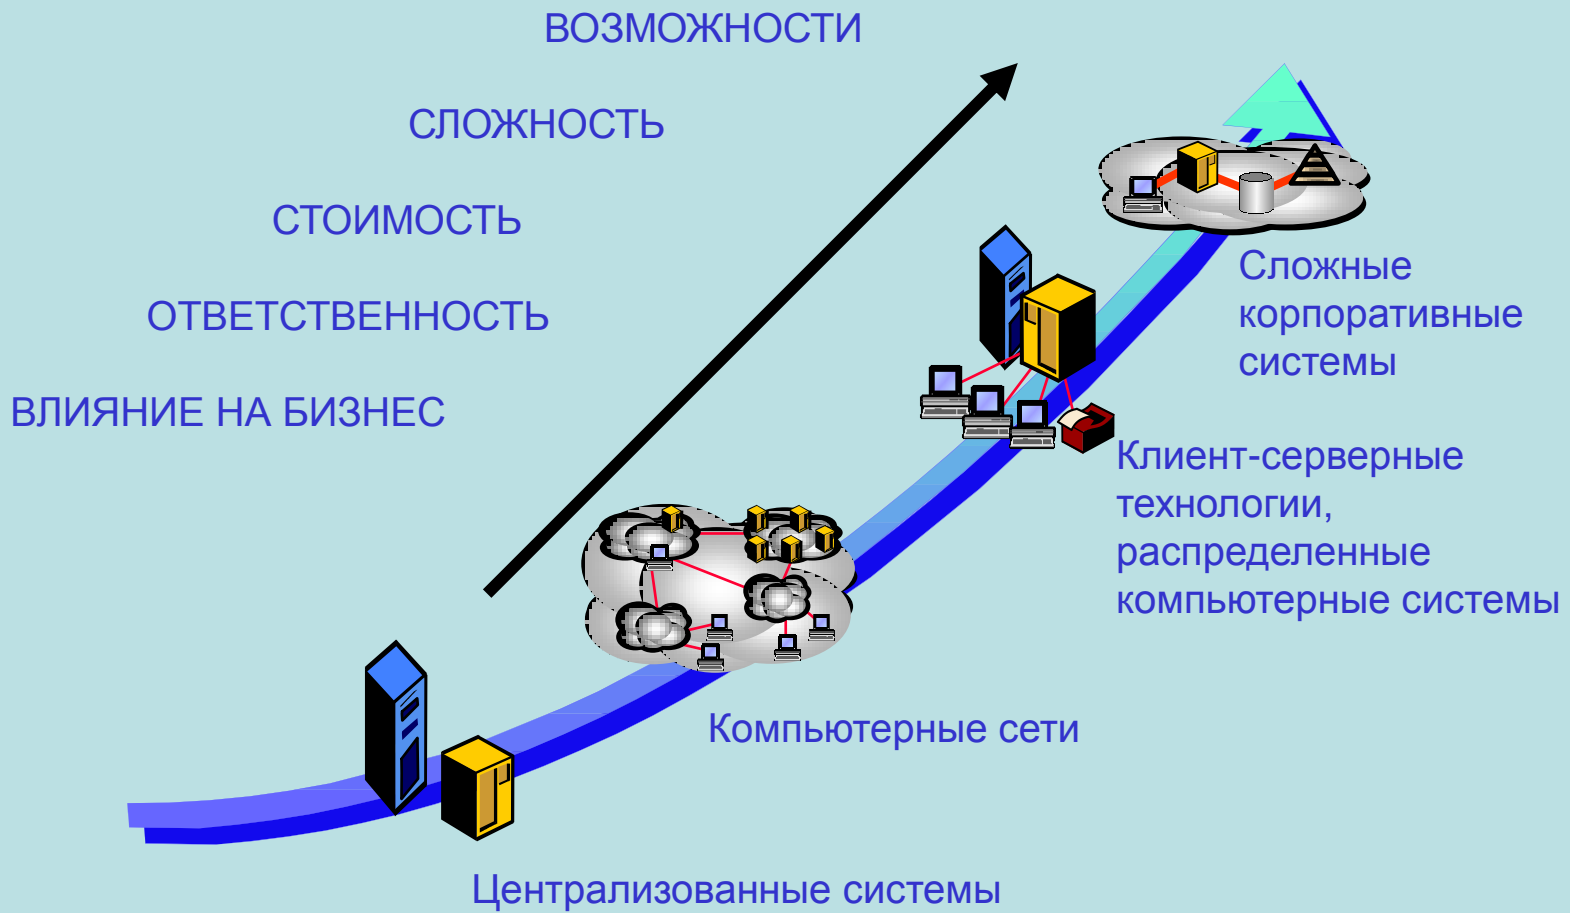 ВОЗМОЖНОСТИ
СЛОЖНОСТЬ
СТОИМОСТЬ
ОТВЕТСТВЕННОСТЬ
ВЛИЯНИЕ НА БИЗНЕС
Сложные
корпоративные
системы
Клиент-серверные
технологии,
распределенные
компьютерные системы
Компьютерные сети
Централизованные системы